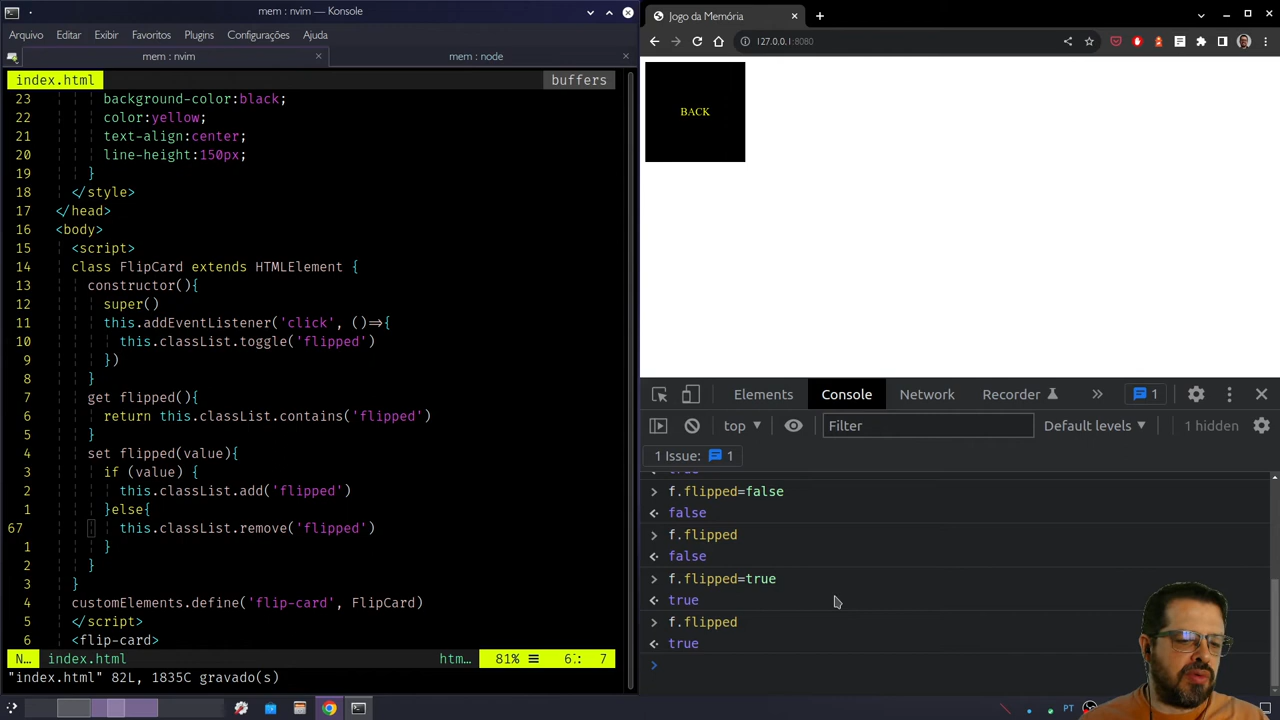 mem : nvim — Konsole
Arquivo Editar Exibir Favoritos Plugins Configurações Ajuda
mem : nvim
mem : node
index.html
buffers
23 background-color:black;
22 color:yellow;
21 text-align:center;
20 line-height:150px;
19 }
18 </style>
17 </head>
16 <body>
15 <script>
14 class FlipCard extends HTMLElement {
13 constructor(){
12 super()
11 this.addEventListener('click', ()=>{
10 this.classList.toggle('flipped')
9 })
8 }
7 get flipped(){
6 return this.classList.contains('flipped')
5 }
4 set flipped(value){
3 if (value) {
2 this.classList.add('flipped')
1 }else{
67 this.classList.remove('flipped')
1 }
2 }
3 }
4 customElements.define('flip-card', FlipCard)
5 </script>
6 <flip-card>
N… index.html htm… 81% 67: 7
"index.html" 82L, 1835C gravado(s)
Jogo da Memória
127.0.0.1:8080
BACK
Elements Console Network Recorder 1
top Filter Default levels 1 hidden
1 Issue: 1
true
f.flipped=false
false
f.flipped
false
f.flipped=true
true
f.flipped
true
PT